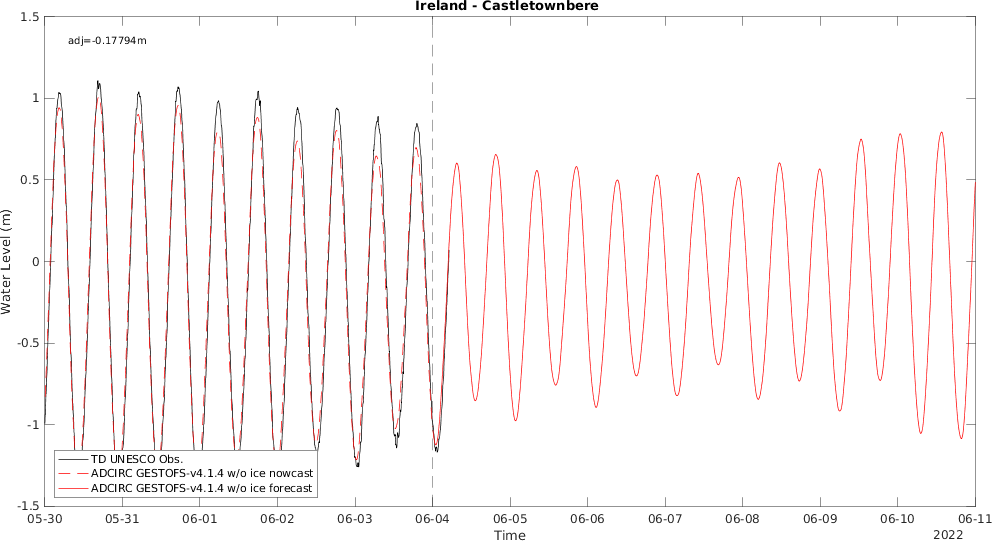 Ireland - Castletownbere
adj=-0.17794m
1.5
1
0.5
0
-0.5
-1
-1.5
Water Level (m)
TD UNESCO Obs.
ADCIRC GESTOFS-v4.1.4 w/o ice nowcast
ADCIRC GESTOFS-v4.1.4 w/o ice forecast
05-30 05-31 06-01 06-02 06-03 06-04 06-05 06-06 06-07 06-08 06-09 06-10 06-11
Time
2022